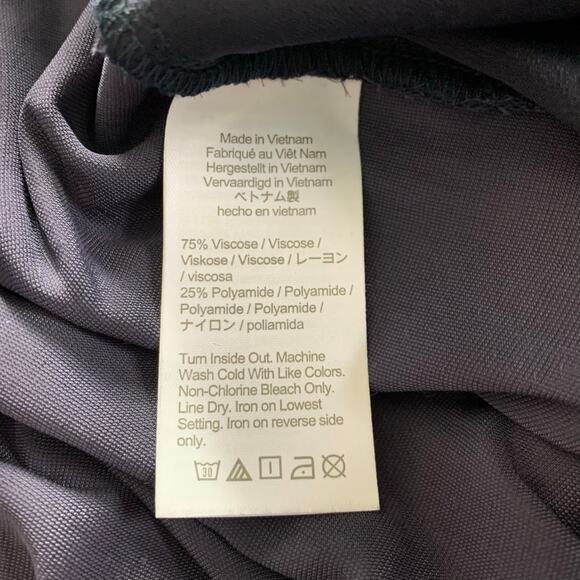 Made in Vietnam
Fabriqué au Viêt Nam
Hergestellt in Vietnam
Vervaardigd in Vietnam
ベトナム製
hecho en vietnam
75% Viscose / Viscose /
Viskose / Viscose / レーヨン
/ viscosa
25% Polyamide / Polyamide /
Polyamide / Polyamide /
ナイロン / poliamida
Turn Inside Out. Machine
Wash Cold With Like Colors.
Non-Chlorine Bleach Only.
Line Dry. Iron on Lowest
Setting. Iron on reverse side
only.
30